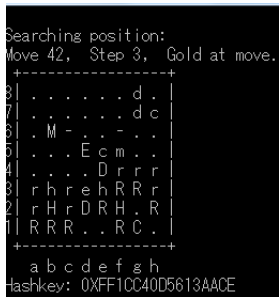 Searching position:
Move 42, Step 3, Gold at move.
+-----------------+
8| . . . . . . d . |
7| . . . . . . d c |
6| . M - . . - . . |
5| . . . E c m . . |
4| . . . . D r r r |
3| r h r e h R R r |
2| r H r D R H . R |
1| R R R . . R C . |
+-----------------+
a b c d e f g h
Hashkey: 0XFF1CC40D5613AACE